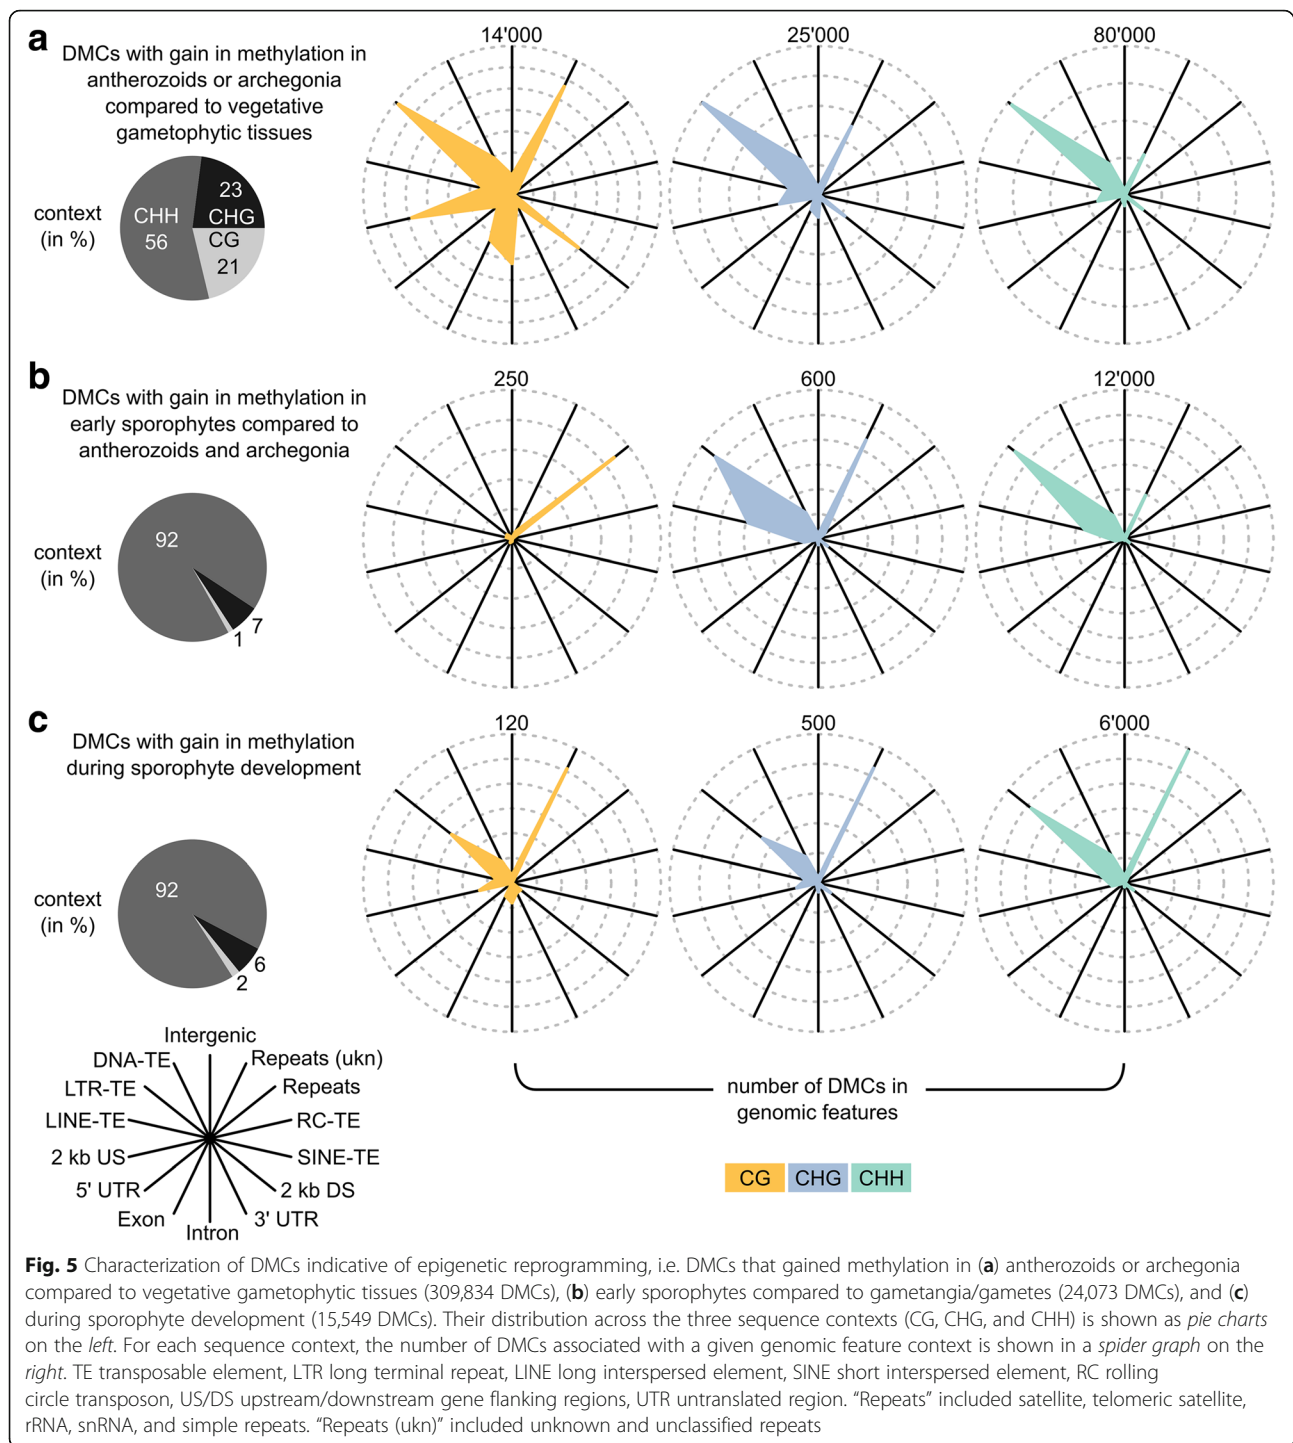 a
DMCs with gain in methylation in
antherozoids or archegonia
compared to vegetative
gametophytic tissues
14'000
25'000
80'000
context
(in %)
CHH
56
23
CHG
CG
21
b
DMCs with gain in methylation in
early sporophytes compared to
antherozoids and archegonia
250
600
12'000
context
(in %)
92
7
1
c
DMCs with gain in methylation
during sporophyte development
120
500
6'000
context
(in %)
92
6
2
Intergenic
DNA-TE
Repeats (ukn)
LTR-TE
Repeats
LINE-TE
RC-TE
2 kb US
SINE-TE
5' UTR
2 kb DS
Exon
3' UTR
Intron
number of DMCs in
genomic features
CG
CHG
CHH
Fig. 5 Characterization of DMCs indicative of epigenetic reprogramming, i.e. DMCs that gained methylation in (a) antherozoids or archegonia
compared to vegetative gametophytic tissues (309,834 DMCs), (b) early sporophytes compared to gametangia/gametes (24,073 DMCs), and (c)
during sporophyte development (15,549 DMCs). Their distribution across the three sequence contexts (CG, CHG, and CHH) is shown as pie charts
on the left. For each sequence context, the number of DMCs associated with a given genomic feature context is shown in a spider graph on the
right. TE transposable element, LTR long terminal repeat, LINE long interspersed element, SINE short interspersed element, RC rolling
circle transposon, US/DS upstream/downstream gene flanking regions, UTR untranslated region. “Repeats” included satellite, telomeric satellite,
rRNA, snRNA, and simple repeats. “Repeats (ukn)” included unknown and unclassified repeats